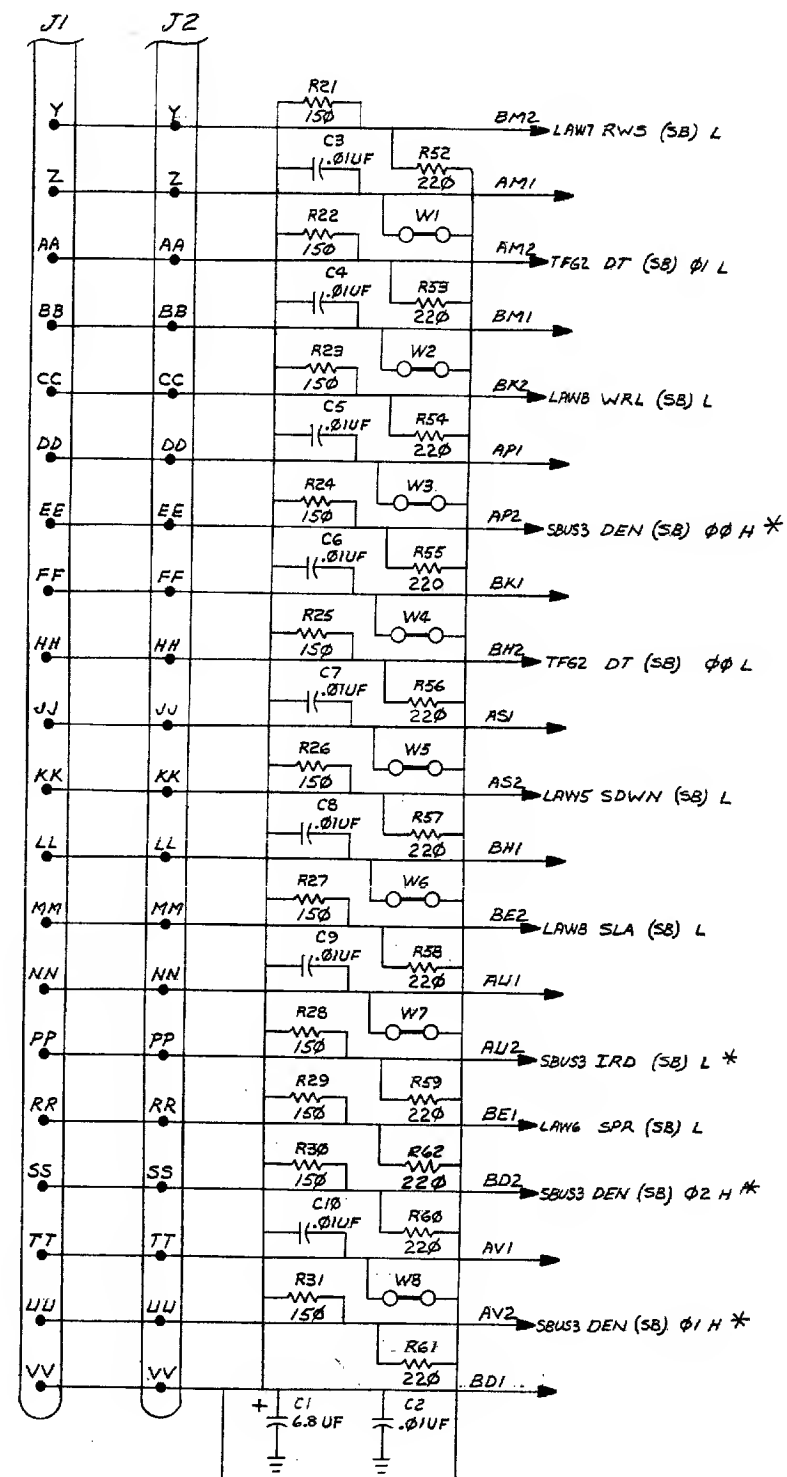 J1 J2
R21
150
Y Y BM2 LAW7 RWS (SB) L
C3
.01UF
R52
220
Z Z AM1
R22
150
W1
AA AA AM2 TFG2 DT (SB) 01 L
C4
.01UF
R53
220
BB BB BM1
R23
150
W2
CC CC BK2 LAW8 WRL (SB) L
C5
.01UF
R54
220
DD DD AP1
R24
150
W3
EE EE AP2 SBUS3 DEN (SB) 00 H *
C6
.01UF
R55
220
FF FF BK1
R25
150
W4
HH HH BH2 TFG2 DT (SB) 00 L
C7
.01UF
R56
220
JJ JJ AS1
R26
150
W5
KK KK AS2 LAW5 SDWN (SB) L
C8
.01UF
R57
220
LL LL BH1
R27
150
W6
MM MM BE2 LAW8 SLA (SB) L
C9
.01UF
R58
220
NN NN AU1
R28
150
W7
PP PP AU2 SBUS3 IRD (SB) L *
R29
150
R59
220
RR RR BE1 LAW6 SPR (SB) L
R30
150
R62
220
SS SS BD2 SBUS3 DEN (SB) 02 H *
C10
.01UF
R60
220
TT TT AV1
R31
150
W8
UU UU AV2 SBUS3 DEN (SB) 01 H *
R61
220
VV VV BD1
+ C1
6.8 UF
C2
.01UF